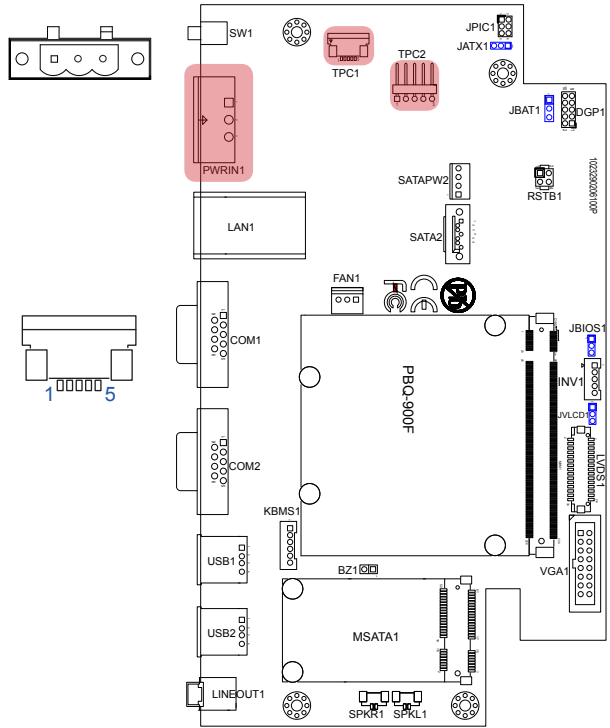 SW1
JPIC1
JATX1
TPC1
TPC2
JBAT1
DGP1
PWRIN1
SATAPW2
RSTB1
1023290206100P
LAN1
SATA2
FAN1
COM1
JBIOS1
PBQ-900F
INV1
1 5
JVLCD1
COM2
LVDS1
KBMS1
USB1
BZ1
VGA1
USB2
MSATA1
LINEOUT1
SPKR1
SPKL1